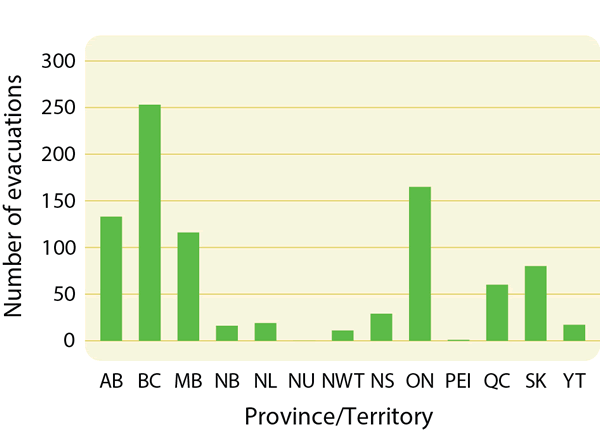 Number of evacuations
300
250
200
150
100
50
0
AB BC MB NB NL NU NWT NS ON PEI QC SK YT
Province/Territory